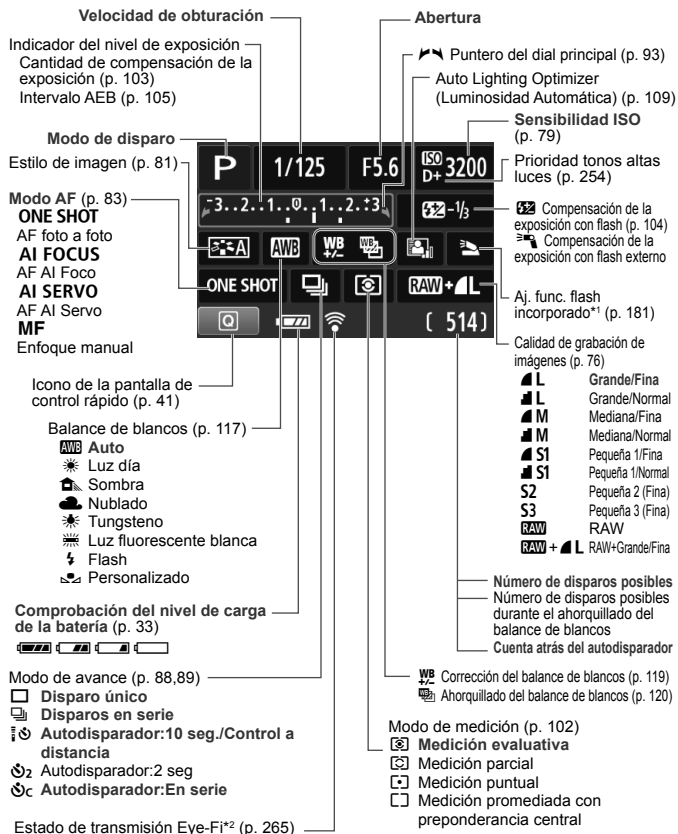 Velocidad de obturación
Abertura
Indicador del nivel de exposición
Cantidad de compensación de la
exposición (p. 103)
Intervalo AEB (p. 105)
Puntero del dial principal (p. 93)
Auto Lighting Optimizer
(Luminosidad Automática) (p. 109)
Sensibilidad ISO
(p. 79)
Modo de disparo
Estilo de imagen (p. 81)
Prioridad tonos altas
luces (p. 254)
P 1/125 F5.6 ISO D+ 3200
-3..2..1..0..1..2.+3
-1/3
A AWB WB +/- WB
ONE SHOT RAW+L
Q [ 514]
Modo AF (p. 83)
ONE SHOT
AF foto a foto
AI FOCUS
AF AI Foco
AI SERVO
AF AI Servo
MF
Enfoque manual
Compensación de la
exposición con flash (p. 104)
Compensación de la
exposición con flash externo
Aj. func. flash
incorporado*1 (p. 181)
Calidad de grabación de
imágenes (p. 76)
L Grande/Fina
L Grande/Normal
M Mediana/Fina
M Mediana/Normal
S1 Pequeña 1/Fina
S1 Pequeña 1/Normal
S2 Pequeña 2 (Fina)
S3 Pequeña 3 (Fina)
RAW RAW
RAW + L RAW+Grande/Fina
Icono de la pantalla de
control rápido (p. 41)
Balance de blancos (p. 117)
AWB Auto
Luz día
Sombra
Nublado
Tungsteno
Luz fluorescente blanca
Flash
Personalizado
Número de disparos posibles
Número de disparos posibles
durante el ahorquillado del
balance de blancos
Cuenta atrás del autodisparador
Comprobación del nivel de carga
de la batería (p. 33)
WB +/- Corrección del balance de blancos (p. 119)
WB Ahorquillado del balance de blancos (p. 120)
Modo de avance (p. 88,89)
Disparo único
Disparos en serie
Autodisparador:10 seg./Control a
distancia
2 Autodisparador:2 seg
C Autodisparador:En serie
Modo de medición (p. 102)
Medición evaluativa
Medición parcial
Medición puntual
Medición promediada con
preponderancia central
Estado de transmisión Eye-Fi*2 (p. 265)